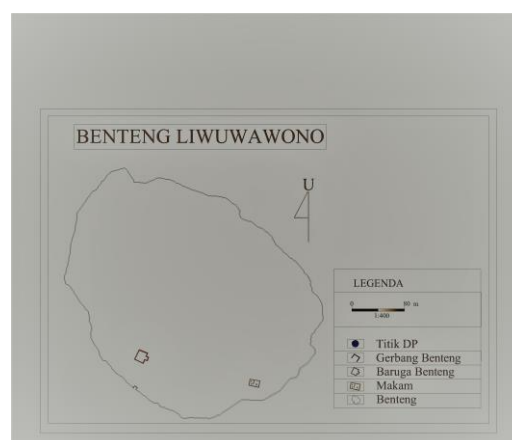 BENTENG LIWUWAWONO
U
LEGENDA
0 80 m
1:400
Titik DP
Gerbang Benteng
Baruga Benteng
Makam
Benteng